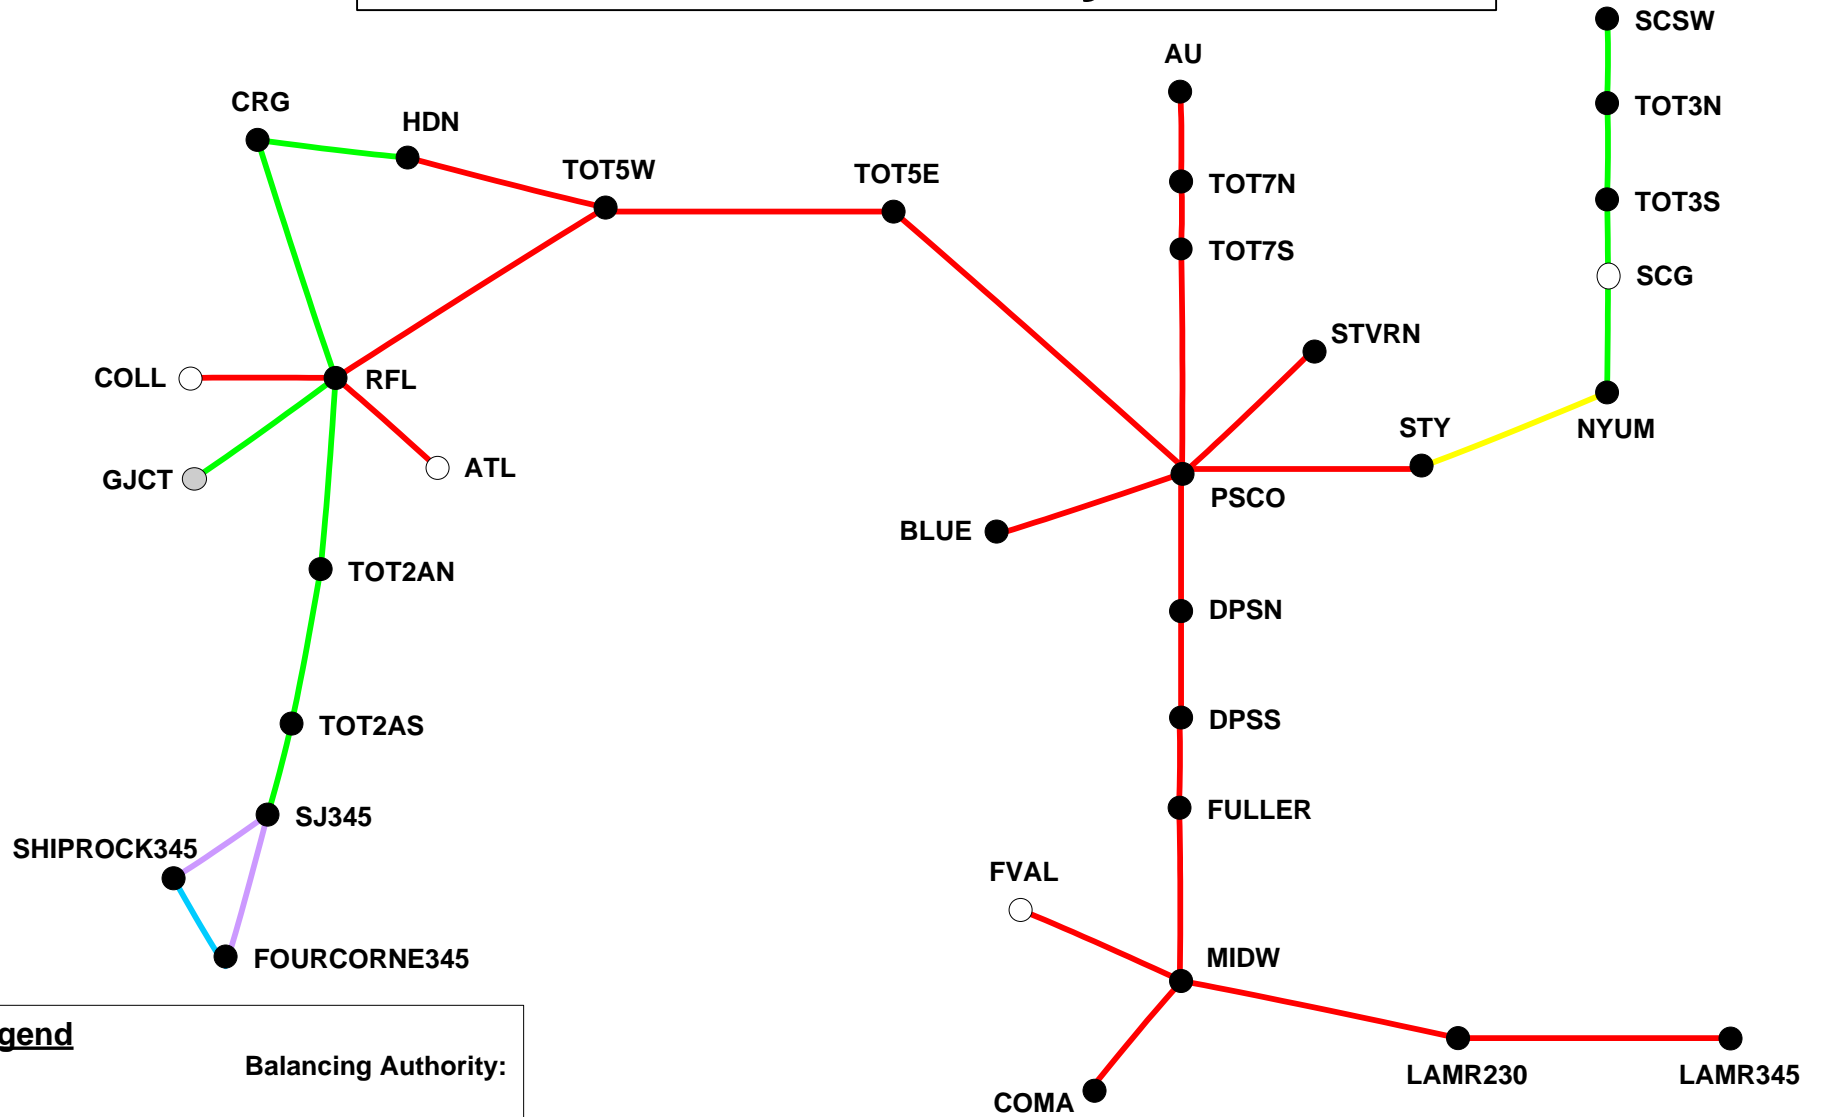 SCSW
AU
CRG
TOT3N
HDN
TOT5W
TOT5E
TOT7N
TOT3S
TOT7S
SCG
STVRN
COLL
RFL
STY
NYUM
ATL
GJCT
PSCO
BLUE
TOT2AN
DPSN
DPSS
TOT2AS
FULLER
SJ345
SHIPROCK345
FVAL
FOURCORNE345
MIDW
gend
Balancing Authority:
LAMR230
LAMR345
COMA